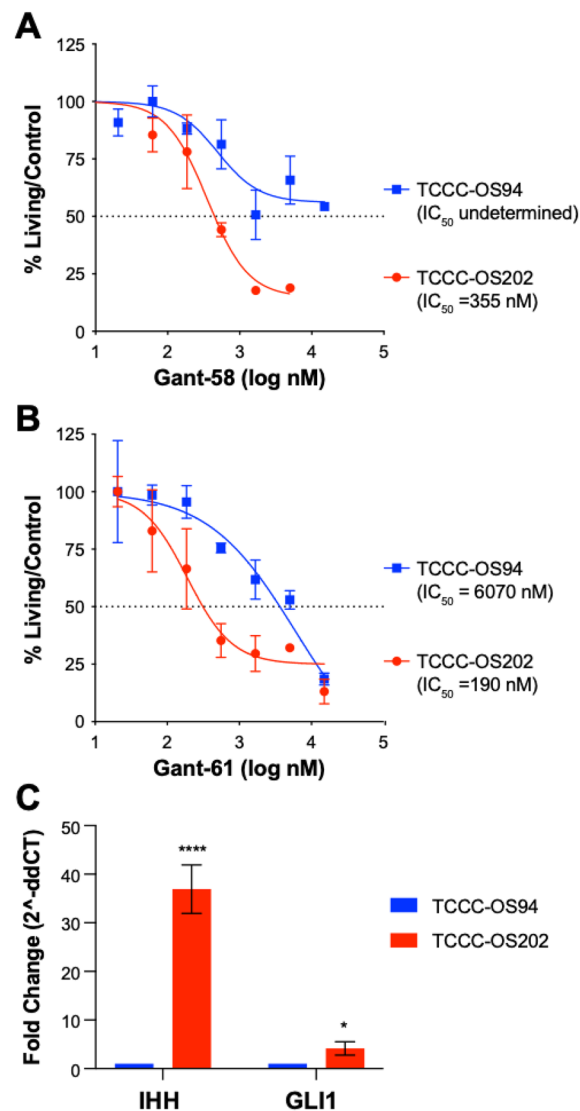 A
125
100
75
50
25
0
% Living/Control
1 2 3 4 5
Gant-58 (log nM)
TCCC-OS94
(IC50 undetermined)
TCCC-OS202
(IC50 =355 nM)
B
125
100
75
50
25
0
% Living/Control
1 2 3 4 5
Gant-61 (log nM)
TCCC-OS94
(IC50 = 6070 nM)
TCCC-OS202
(IC50 =190 nM)
C
50
40
30
20
10
0
Fold Change (2^-ddCT)
****
*
IHH GLI1
TCCC-OS94
TCCC-OS202